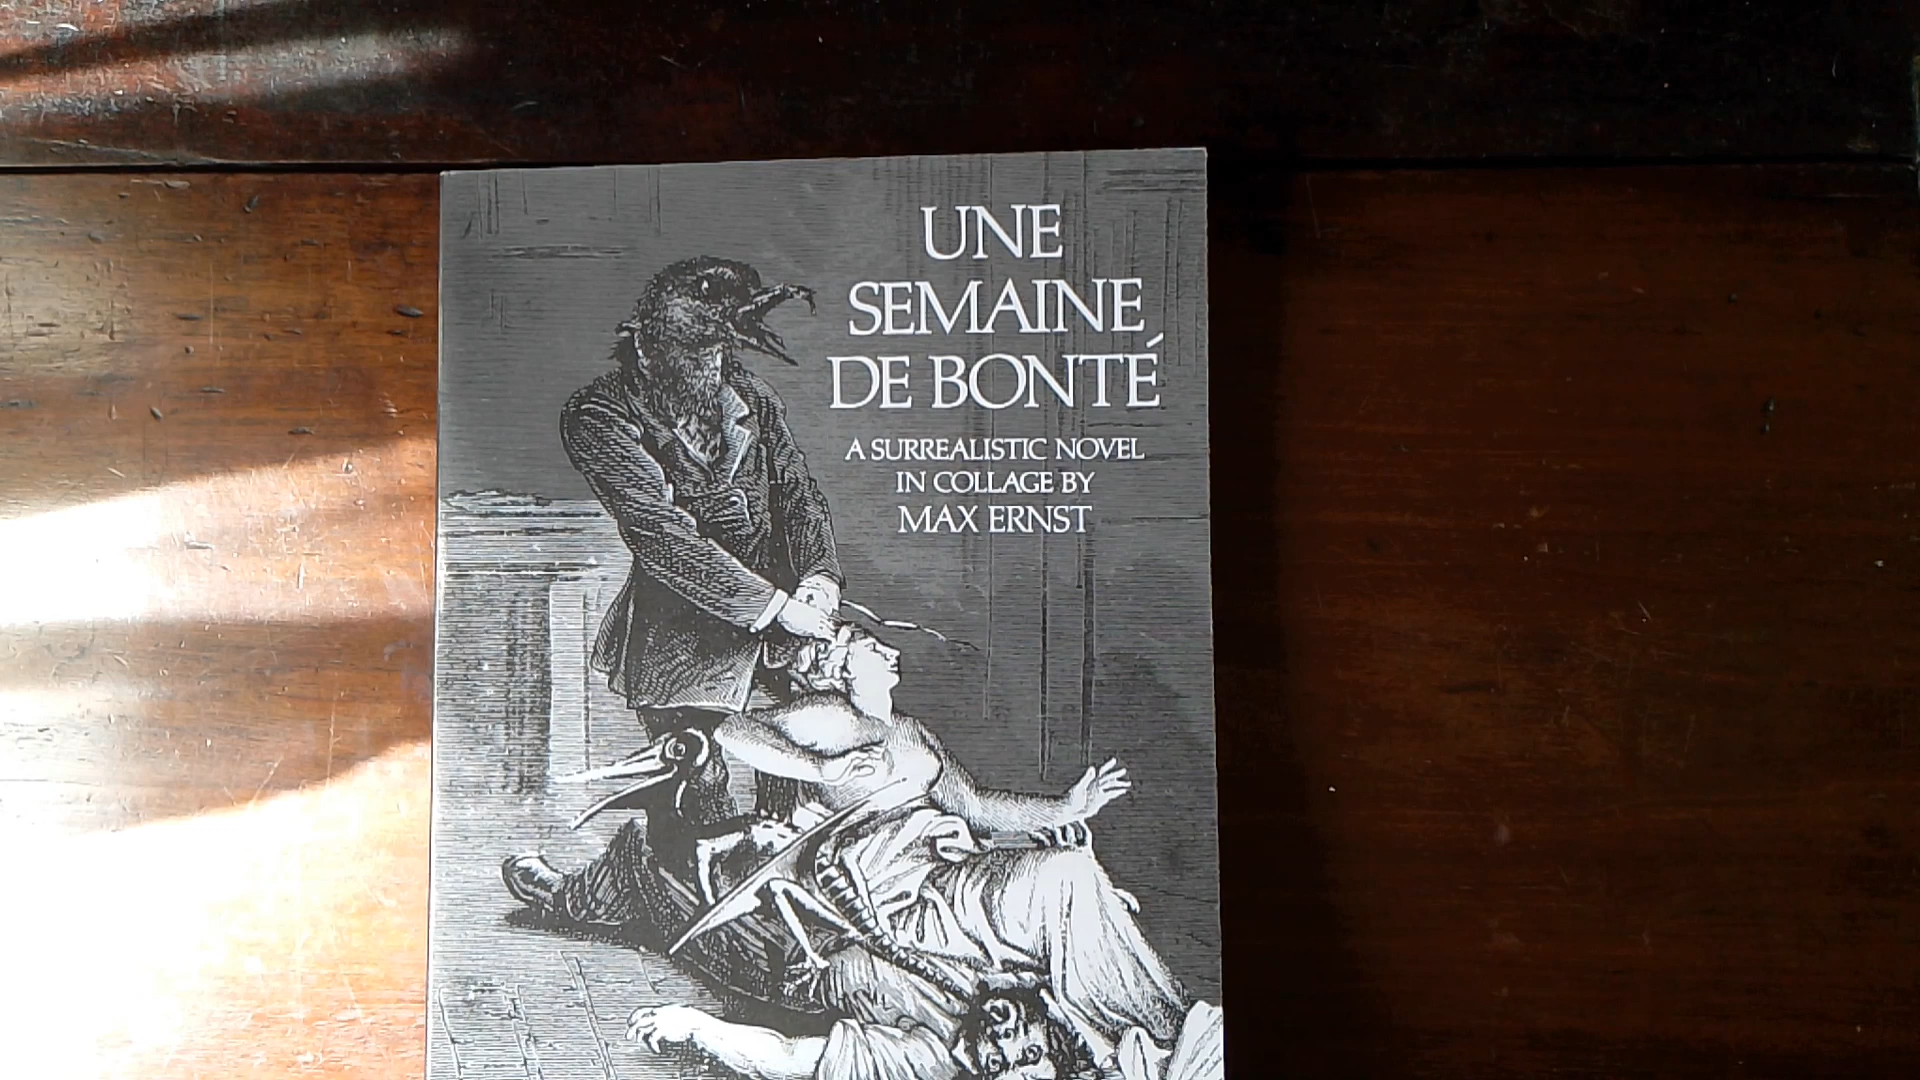 UNE
SEMAINE
DE BONTÉ
A SURREALISTIC NOVEL
IN COLLAGE BY
MAX ERNST